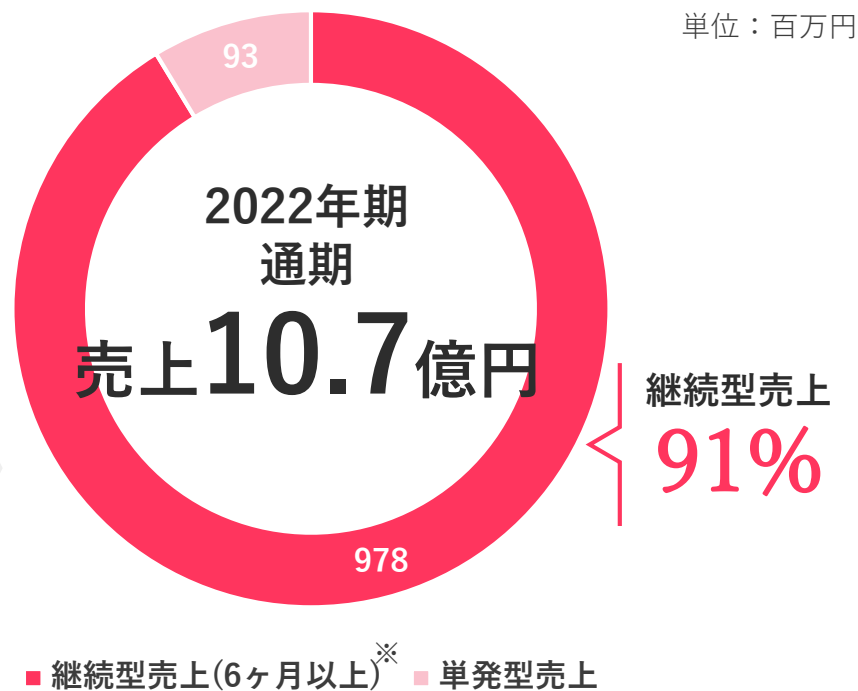 単位：百万円
93
2022年期
通期
売上10.7億円
継続型売上
91%
978
■ 継続型売上(6ヶ月以上)※ ■ 単発型売上